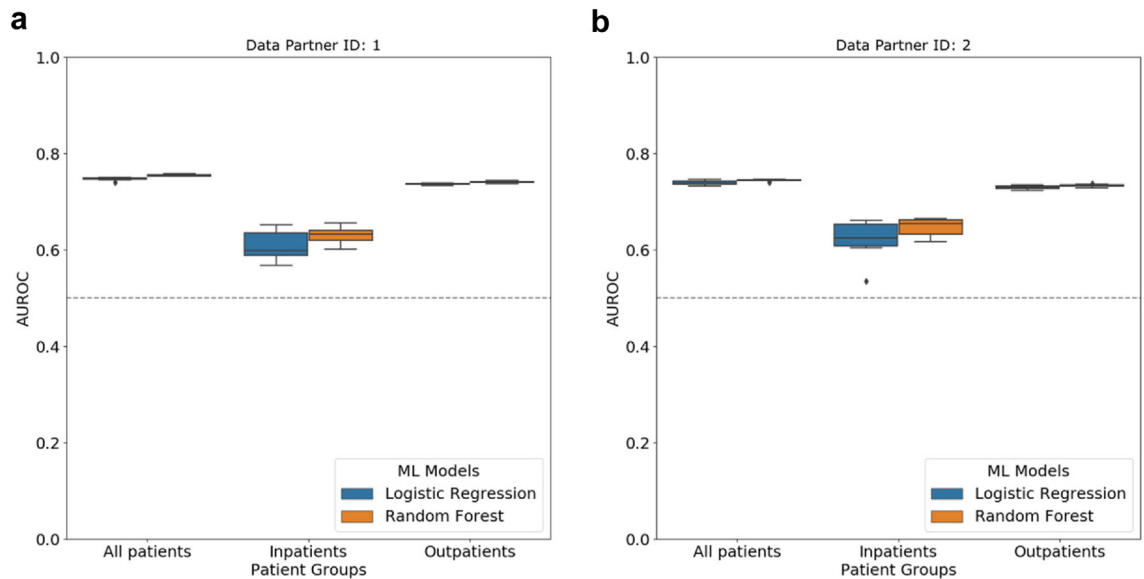 a
Data Partner ID: 1
1.0
0.8
0.6
0.4
0.2
0.0
AUROC
ML Models
Logistic Regression
Random Forest
All patients
Inpatients
Outpatients
Patient Groups
b
Data Partner ID: 2
1.0
0.8
0.6
0.4
0.2
0.0
AUROC
ML Models
Logistic Regression
Random Forest
All patients
Inpatients
Outpatients
Patient Groups